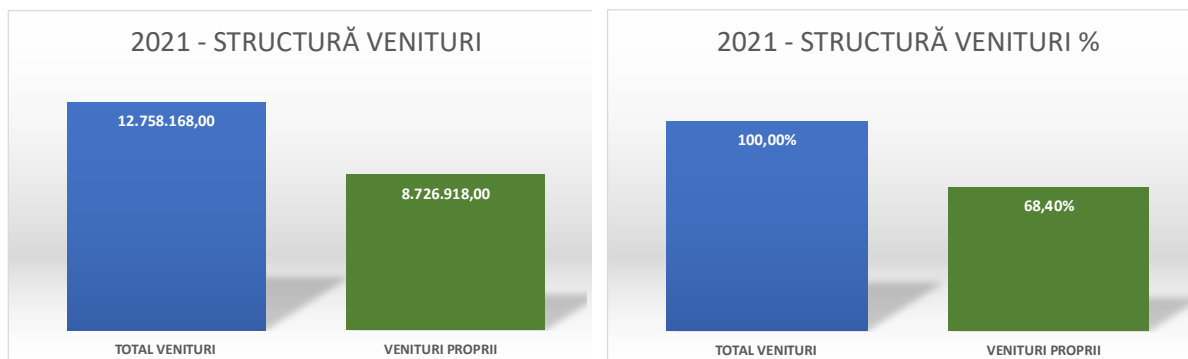 2021 - STRUCTURĂ VENITURI
12.758.168,00
8.726.918,00
TOTAL VENITURI
VENITURI PROPRII
2021 - STRUCTURĂ VENITURI %
100,00%
68,40%
TOTAL VENITURI
VENITURI PROPRII